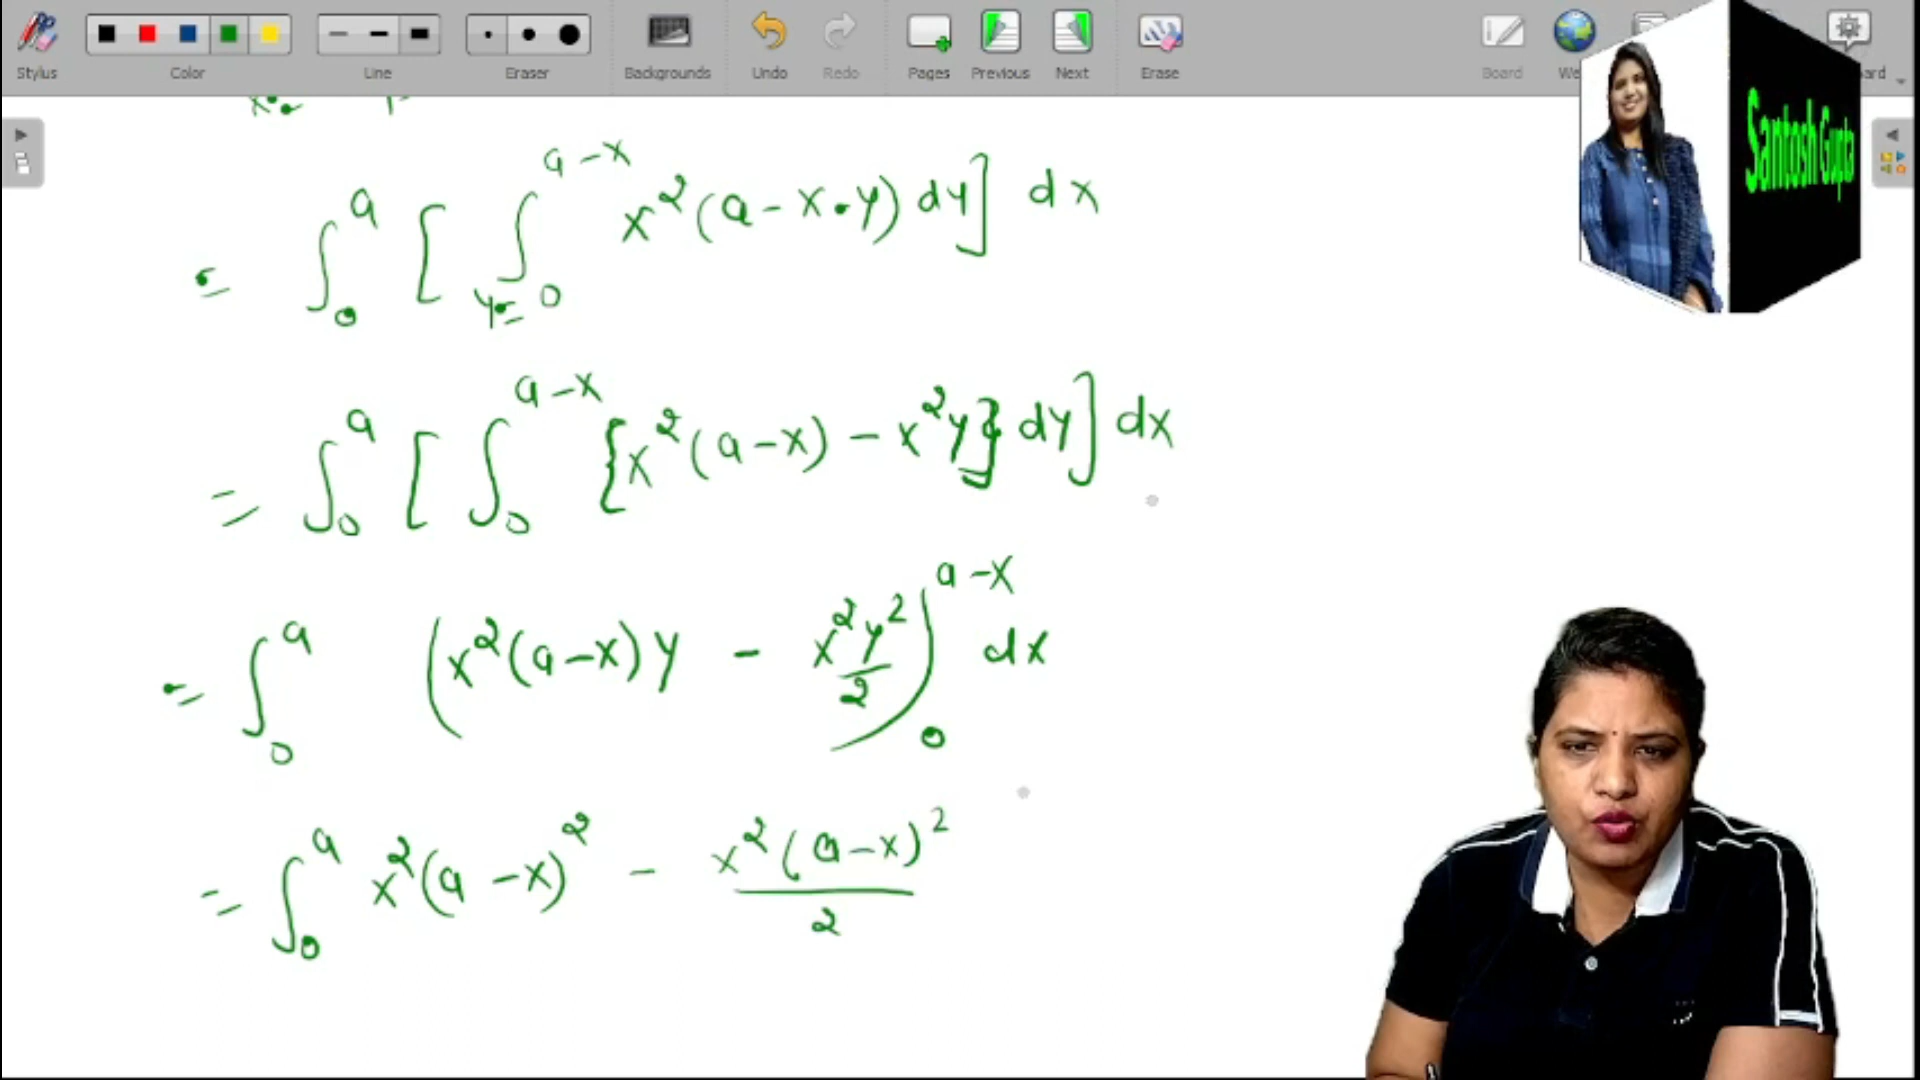 Stylus Color Line Eraser Backgrounds Undo Redo Pages Previous Next Erase Board
Santosh Gupta
= ∫₀^a [ ∫_{y=0}^{a-x} x²(a-x-y) dy] dx
= ∫₀^a [ ∫₀^{a-x} {x²(a-x) - x²y} dy] dx
= ∫₀^a (x²(a-x)y - x²y²/2)₀^{a-x} dx
= ∫₀^a x²(a-x)² - x²(a-x)²/2